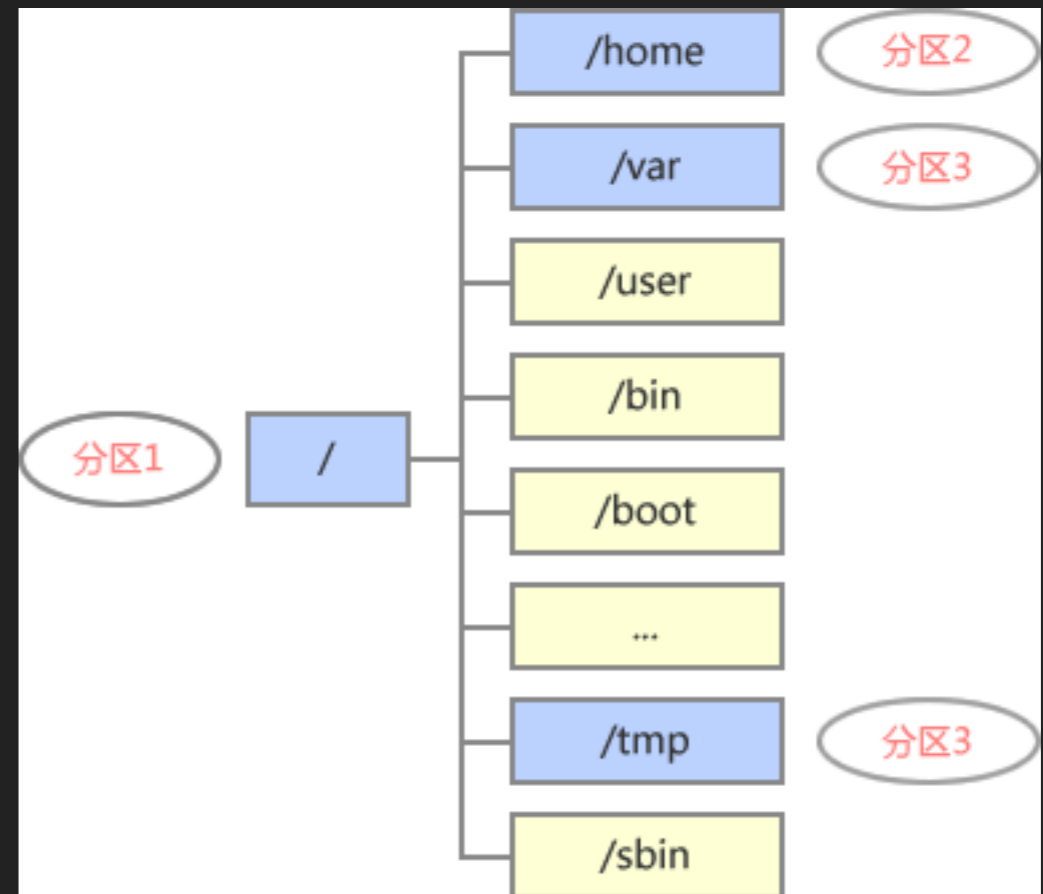 /home 分区2
/var 分区3
/user
/bin
分区1 /
/boot
...
/tmp 分区3
/sbin